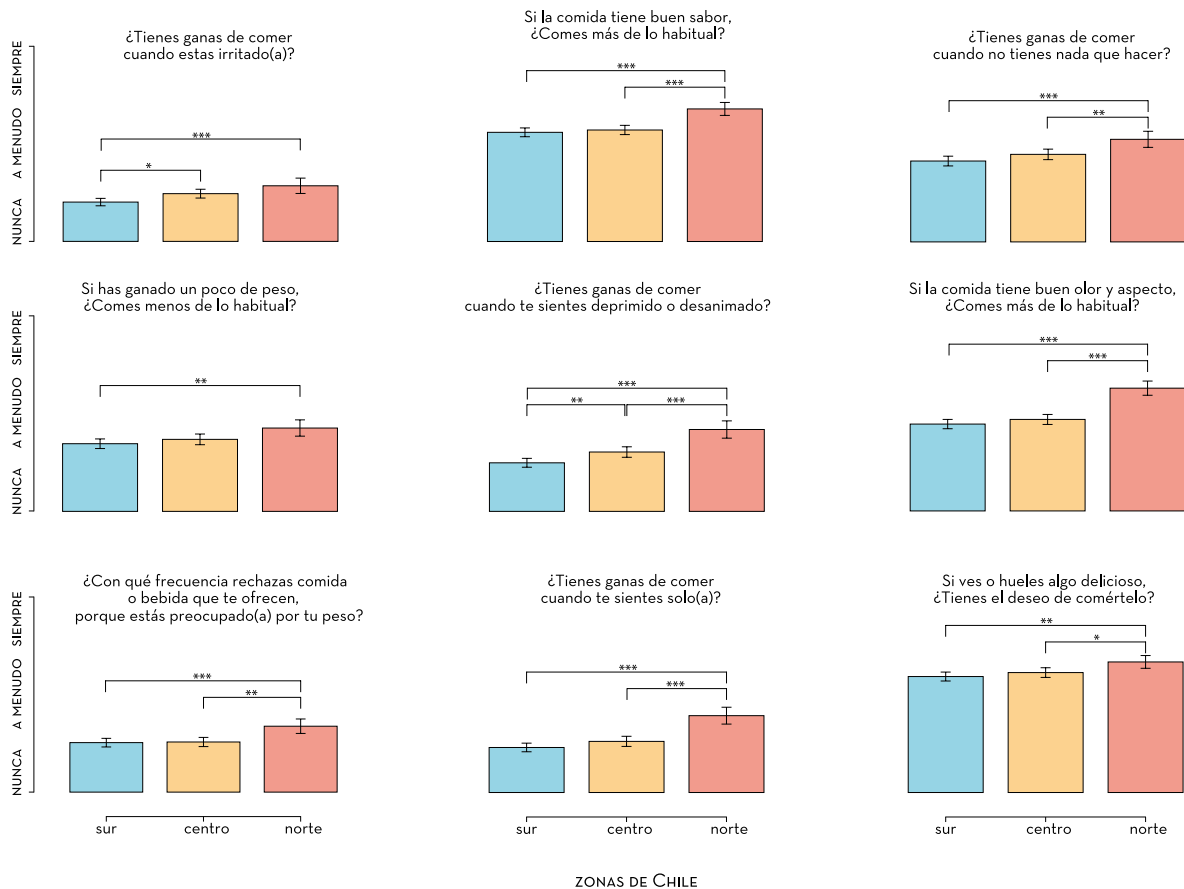 ¿Tienes ganas de comer
cuando estas irritado(a)?
Si la comida tiene buen sabor,
¿Comes más de lo habitual?
¿Tienes ganas de comer
cuando no tienes nada que hacer?
NUNCA A MENUDO SIEMPRE
***
*
***
***
***
**
Si has ganado un poco de peso,
¿Comes menos de lo habitual?
¿Tienes ganas de comer
cuando te sientes deprimido o desanimado?
Si la comida tiene buen olor y aspecto,
¿Comes más de lo habitual?
NUNCA A MENUDO SIEMPRE
**
***
**
***
***
***
¿Con qué frecuencia rechazas comida
o bebida que te ofrecen,
porque estás preocupado(a) por tu peso?
¿Tienes ganas de comer
cuando te sientes solo(a)?
Si ves o hueles algo delicioso,
¿Tienes el deseo de comértelo?
NUNCA A MENUDO SIEMPRE
***
**
***
***
**
*
sur centro norte
sur centro norte
sur centro norte
ZONAS DE CHILE